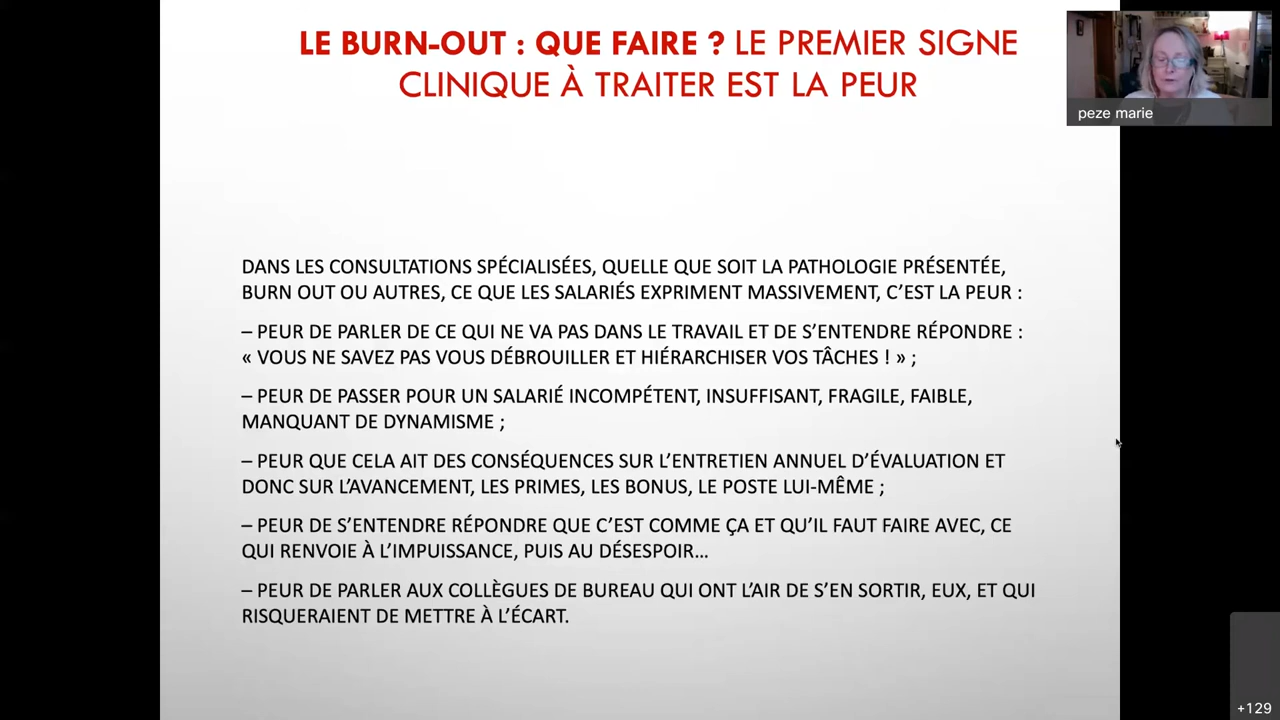 LE BURN-OUT : QUE FAIRE ? LE PREMIER SIGNE
CLINIQUE À TRAITER EST LA PEUR
peze marie
DANS LES CONSULTATIONS SPÉCIALISÉES, QUELLE QUE SOIT LA PATHOLOGIE PRÉSENTÉE,
BURN OUT OU AUTRES, CE QUE LES SALARIÉS EXPRIMENT MASSIVEMENT, C'EST LA PEUR :
– PEUR DE PARLER DE CE QUI NE VA PAS DANS LE TRAVAIL ET DE S'ENTENDRE RÉPONDRE :
« VOUS NE SAVEZ PAS VOUS DÉBROUILLER ET HIÉRARCHISER VOS TÂCHES ! » ;
– PEUR DE PASSER POUR UN SALARIÉ INCOMPÉTENT, INSUFFISANT, FRAGILE, FAIBLE,
MANQUANT DE DYNAMISME ;
– PEUR QUE CELA AIT DES CONSÉQUENCES SUR L'ENTRETIEN ANNUEL D'ÉVALUATION ET
DONC SUR L'AVANCEMENT, LES PRIMES, LES BONUS, LE POSTE LUI-MÊME ;
– PEUR DE S'ENTENDRE RÉPONDRE QUE C'EST COMME ÇA ET QU'IL FAUT FAIRE AVEC, CE
QUI RENVOIE À L'IMPUISSANCE, PUIS AU DÉSESPOIR…
– PEUR DE PARLER AUX COLLÈGUES DE BUREAU QUI ONT L'AIR DE S'EN SORTIR, EUX, ET QUI
RISQUERAIENT DE METTRE À L'ÉCART.
+129